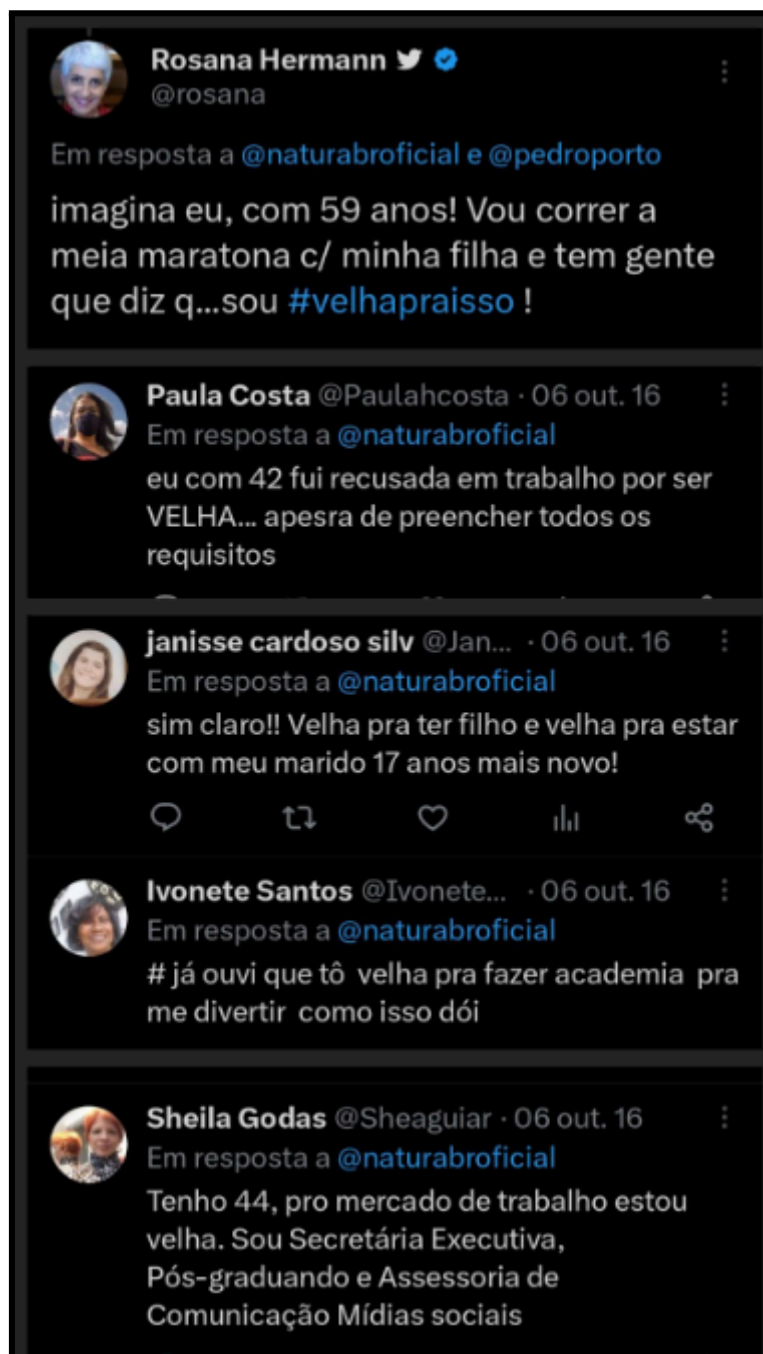 Rosana Hermann
@rosana
Em resposta a @naturabroficial e @pedroporto
imagina eu, com 59 anos! Vou correr a
meia maratona c/ minha filha e tem gente
que diz q...sou #velhapraisso !
Paula Costa @Paulahcosta · 06 out. 16
Em resposta a @naturabroficial
eu com 42 fui recusada em trabalho por ser
VELHA... apesra de preencher todos os
requisitos
janisse cardoso silv @Jan... · 06 out. 16
Em resposta a @naturabroficial
sim claro!! Velha pra ter filho e velha pra estar
com meu marido 17 anos mais novo!
Ivonete Santos @Ivonete... · 06 out. 16
Em resposta a @naturabroficial
# já ouvi que tô velha pra fazer academia pra
me divertir como isso dói
Sheila Godas @Sheaguiar · 06 out. 16
Em resposta a @naturabroficial
Tenho 44, pro mercado de trabalho estou
velha. Sou Secretária Executiva,
Pós-graduando e Assessoria de
Comunicação Mídias sociais